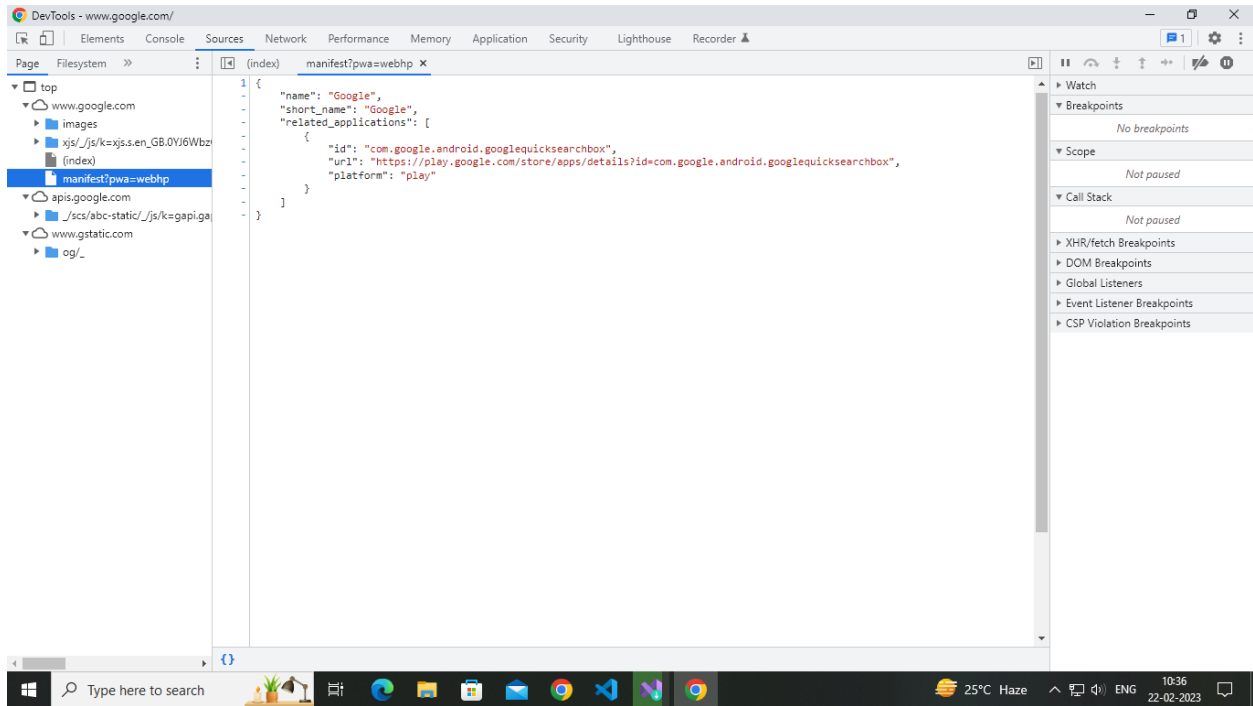 DevTools - www.google.com/
Elements Console Sources Network Performance Memory Application Security Lighthouse Recorder 1
Page Filesystem » (index) manifest?pwa=webhp ×
top
www.google.com
images
xjs/_/js/k=xjs.s.en_GB.0YJ6Wbz
(index)
manifest?pwa=webhp
apis.google.com
_/scs/abc-static/_/js/k=gapi.ga
www.gstatic.com
og/_
1 {
- "name": "Google",
- "short_name": "Google",
- "related_applications": [
- {
- "id": "com.google.android.googlequicksearchbox",
- "url": "https://play.google.com/store/apps/details?id=com.google.android.googlequicksearchbox",
- "platform": "play"
- }
- ]
- }
{}
Watch
Breakpoints
No breakpoints
Scope
Not paused
Call Stack
Not paused
XHR/fetch Breakpoints
DOM Breakpoints
Global Listeners
Event Listener Breakpoints
CSP Violation Breakpoints
Type here to search
25°C Haze
ENG
10:36
22-02-2023